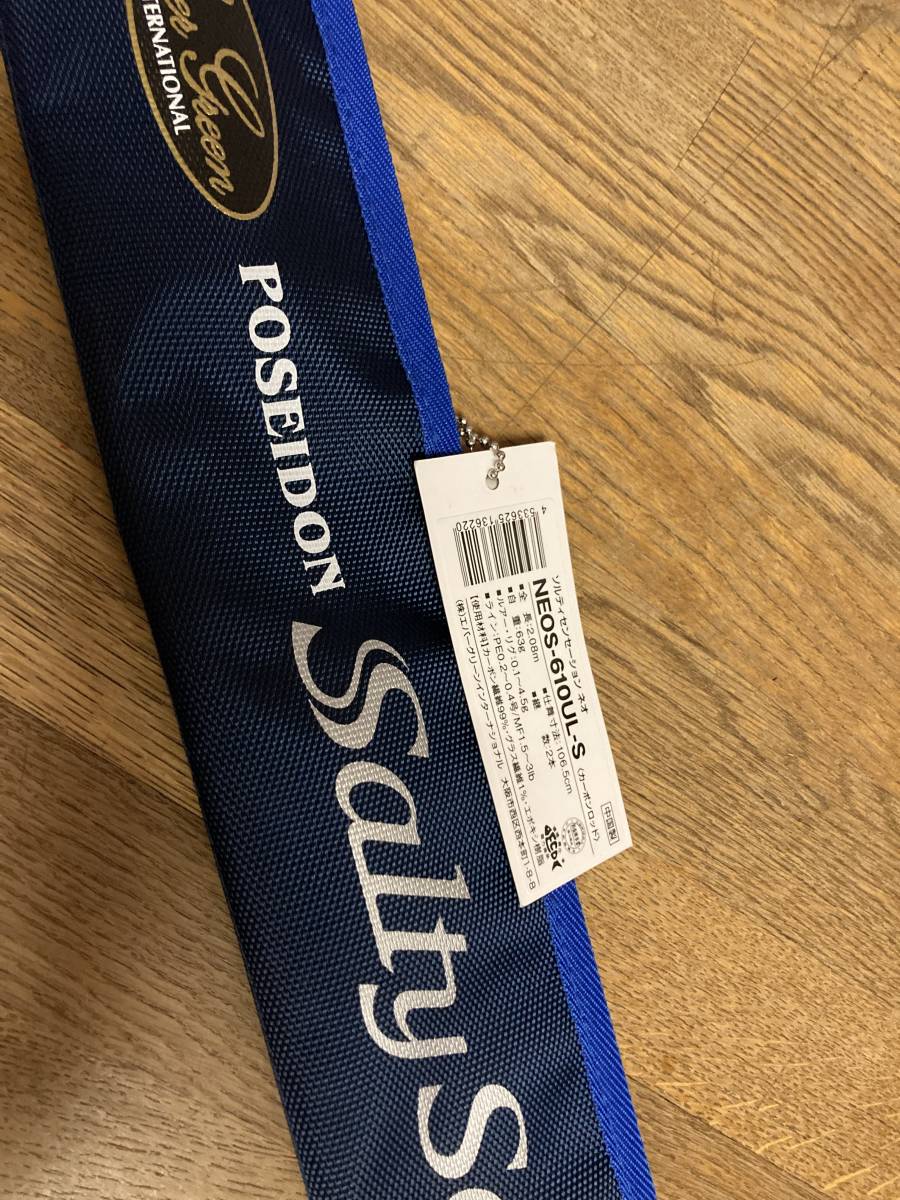 Green
INTERNATIONAL
POSEIDON
Salty
4 533625 136220
ソルティセンセーション ネオ
NEOS-610UL-S 〈カーボンロッド〉
■全 長:2.08m ■仕舞寸法:106.5cm
■自 重:63g ■継 数:2本
■ルアー・リグ:0.1～4.5g
■ライン:PE0.2～0.4号/MF1.5～3lb
【使用材料】カーボン繊維99%・グラス繊維1%・エポキシ樹脂
(株)エバーグリーンインターナショナル 大阪市西区西本町1-8-8
中国製